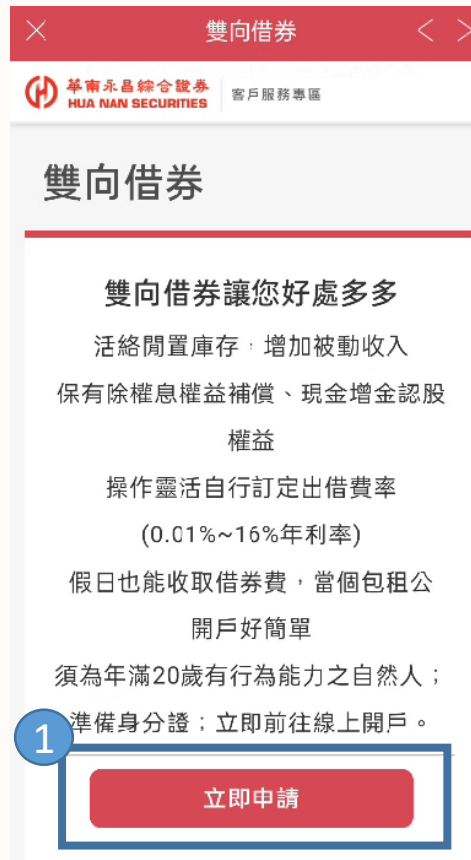 雙向借券
華南永昌綜合證券
HUA NAN SECURITIES
客戶服務專區
雙向借券
雙向借券讓您好處多多
活絡閒置庫存，增加被動收入
保有除權息權益補償、現金增金認股
權益
操作靈活自行訂定出借費率
(0.01%~16%年利率)
假日也能收取借券費，當個包租公
開戶好簡單
須為年滿20歲有行為能力之自然人；
準備身分證；立即前往線上開戶。
1
立即申請